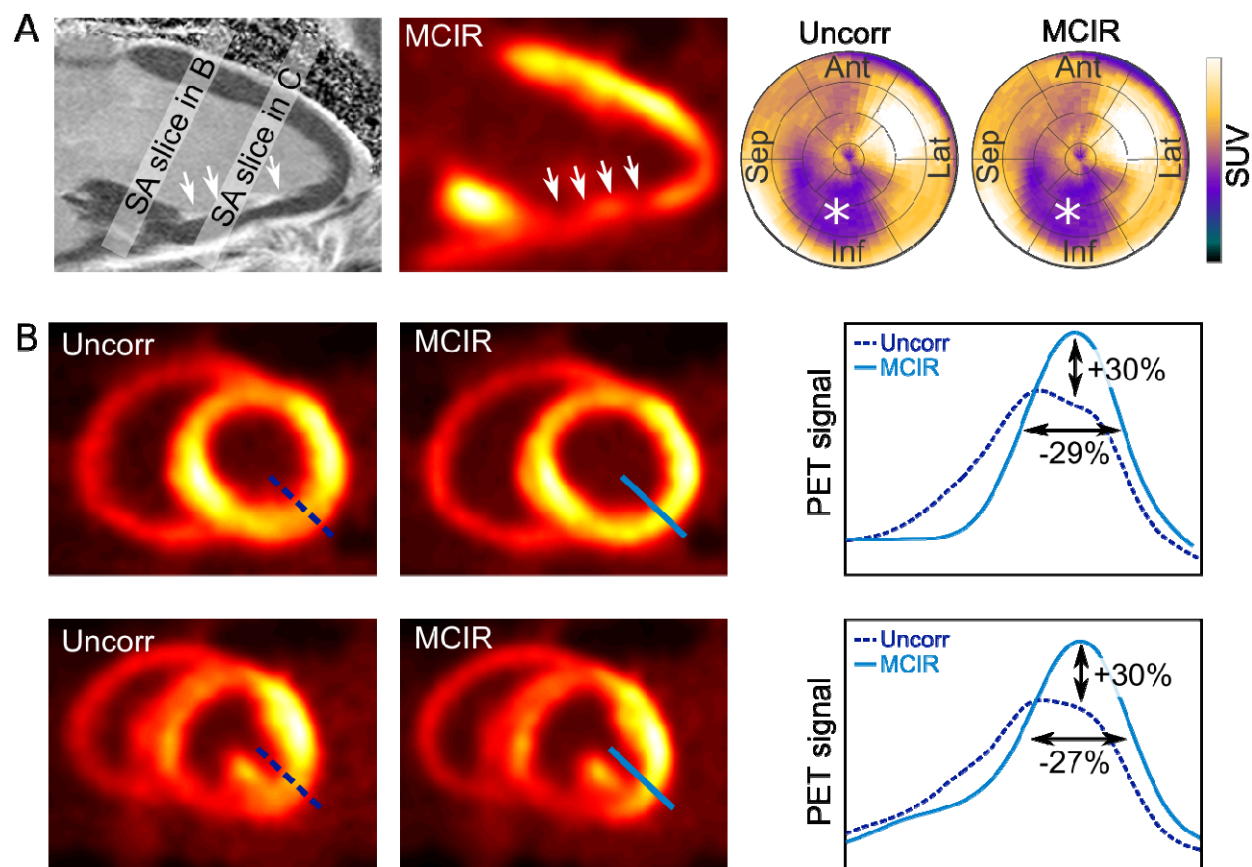 A
SA slice in B
SA slice in C
MCIR
Uncorr
Ant
Sep
Lat
Inf
*
MCIR
Ant
Sep
Lat
Inf
*
SUV
B
Uncorr
MCIR
PET signal
Uncorr
MCIR
+30%
-29%
Uncorr
MCIR
PET signal
Uncorr
MCIR
+30%
-27%